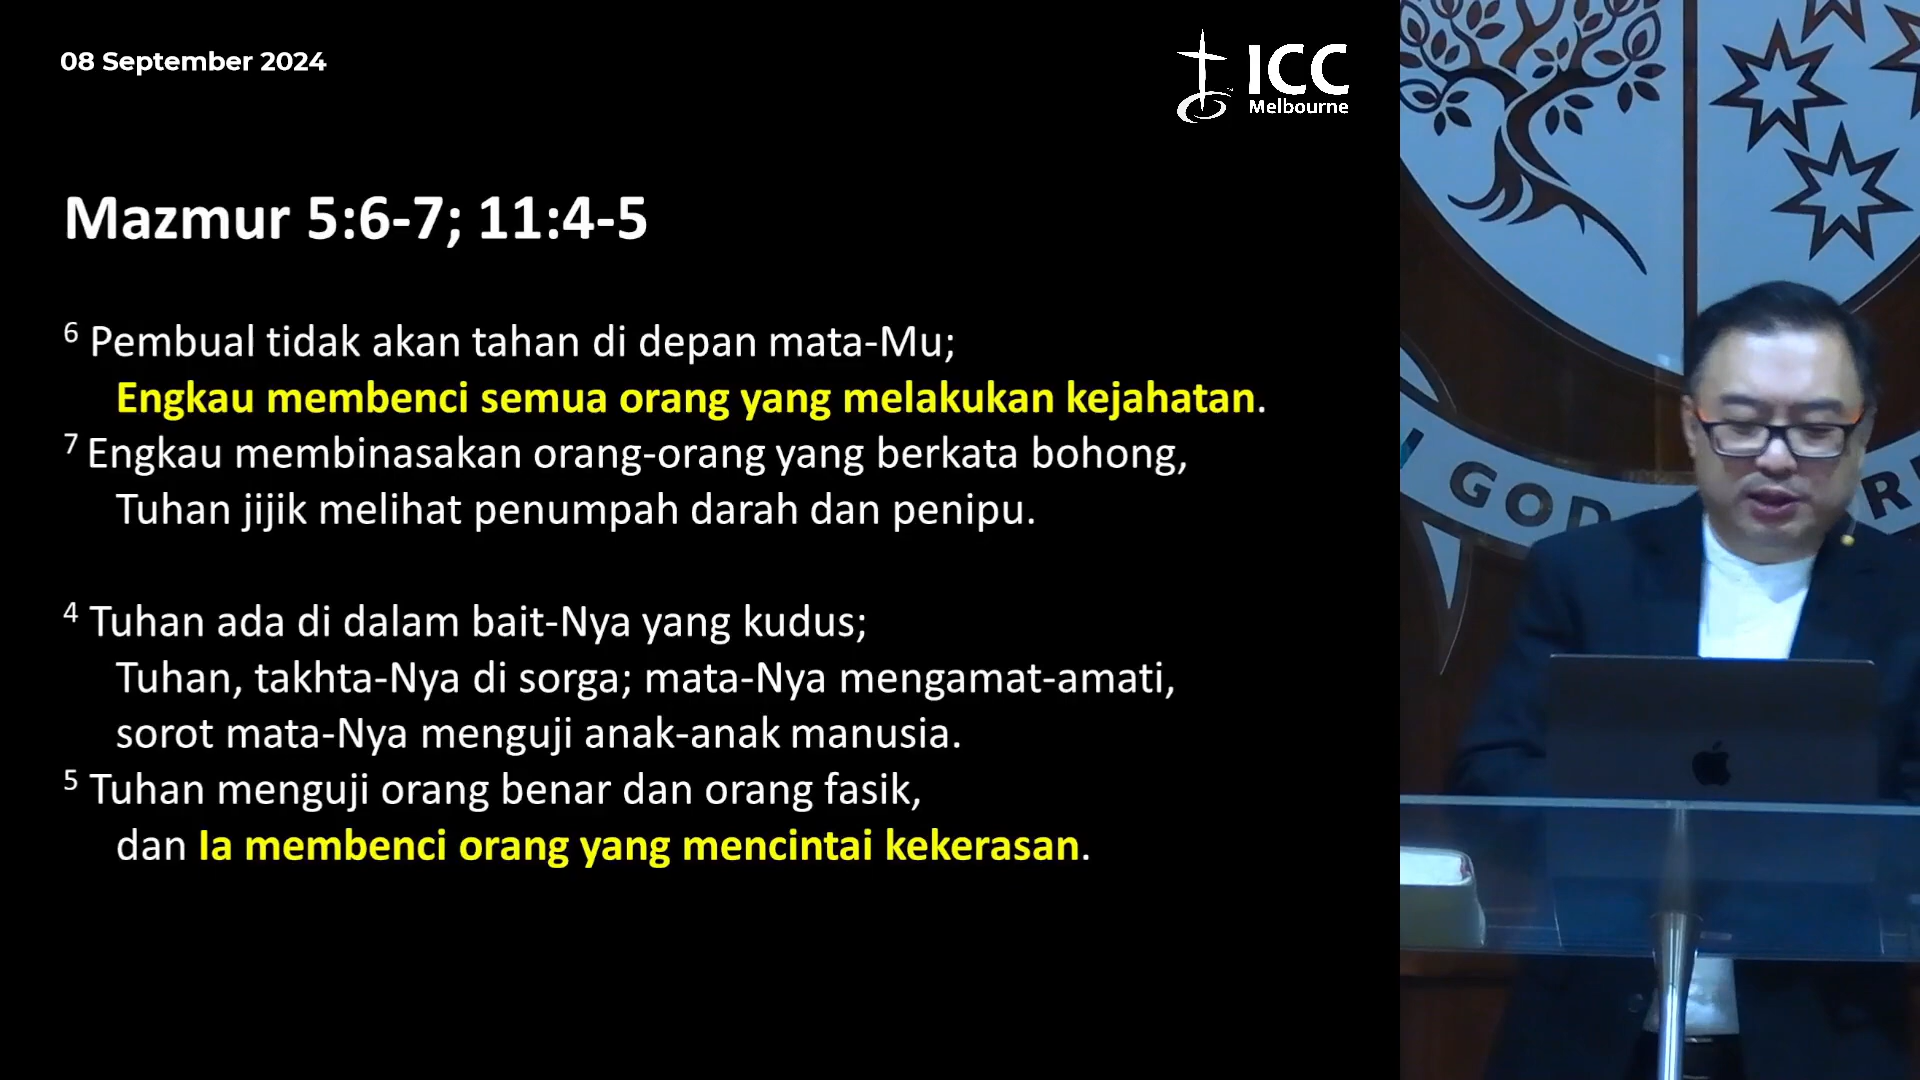 08 September 2024
ICC
Melbourne
Mazmur 5:6-7; 11:4-5
6 Pembual tidak akan tahan di depan mata-Mu;
Engkau membenci semua orang yang melakukan kejahatan.
7 Engkau membinasakan orang-orang yang berkata bohong,
Tuhan jijik melihat penumpah darah dan penipu.
4 Tuhan ada di dalam bait-Nya yang kudus;
Tuhan, takhta-Nya di sorga; mata-Nya mengamat-amati,
sorot mata-Nya menguji anak-anak manusia.
5 Tuhan menguji orang benar dan orang fasik,
dan Ia membenci orang yang mencintai kekerasan.
GOD